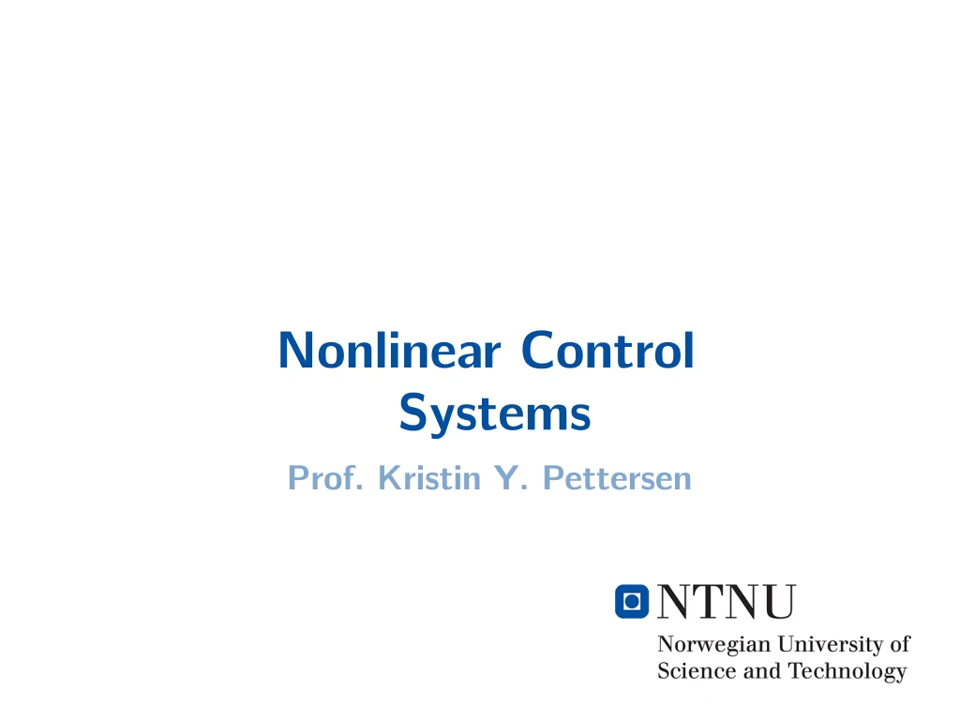 Nonlinear Control
Systems
Prof. Kristin Y. Pettersen
NTNU
Norwegian University of
Science and Technology